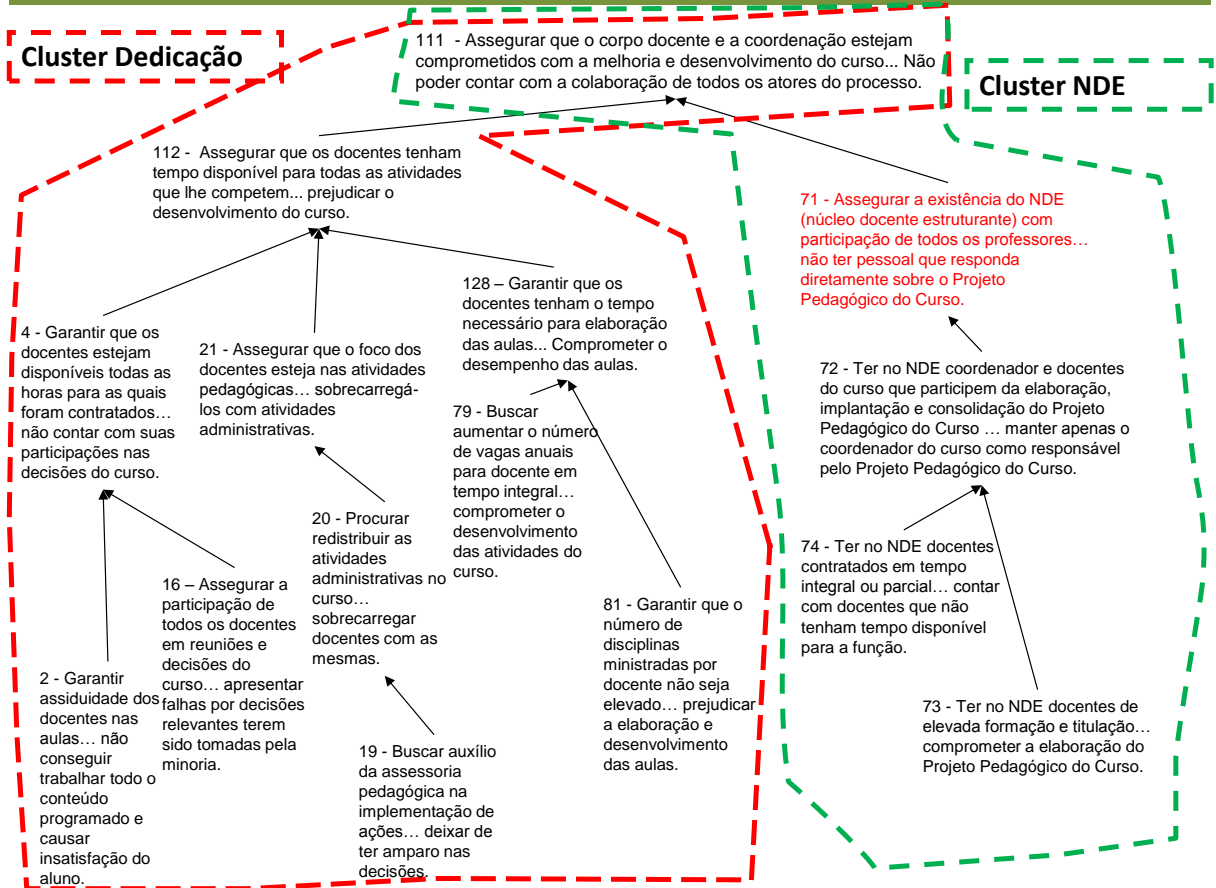 Cluster Dedicação
111 - Assegurar que o corpo docente e a coordenação estejam
comprometidos com a melhoria e desenvolvimento do curso... Não
poder contar com a colaboração de todos os atores do processo.
Cluster NDE
112 - Assegurar que os docentes tenham
tempo disponível para todas as atividades
que lhe competem... prejudicar o
desenvolvimento do curso.
71 - Assegurar a existência do NDE
(núcleo docente estruturante) com
participação de todos os professores…
não ter pessoal que responda
diretamente sobre o Projeto
Pedagógico do Curso.
4 - Garantir que os
docentes estejam
disponíveis todas as
horas para as quais
foram contratados…
não contar com suas
participações nas
decisões do curso.
21 - Assegurar que o foco dos
docentes esteja nas atividades
pedagógicas… sobrecarregá-
los com atividades
administrativas.
128 – Garantir que os
docentes tenham o tempo
necessário para elaboração
das aulas... Comprometer o
desempenho das aulas.
72 - Ter no NDE coordenador e docentes
do curso que participem da elaboração,
implantação e consolidação do Projeto
Pedagógico do Curso … manter apenas o
coordenador do curso como responsável
pelo Projeto Pedagógico do Curso.
79 - Buscar
aumentar o número
de vagas anuais
para docente em
tempo integral…
comprometer o
desenvolvimento
das atividades do
curso.
20 - Procurar
redistribuir as
atividades
administrativas no
curso…
sobrecarregar
docentes com as
mesmas.
74 - Ter no NDE docentes
contratados em tempo
integral ou parcial… contar
com docentes que não
tenham tempo disponível
para a função.
16 – Assegurar a
participação de
todos os docentes
em reuniões e
decisões do
curso… apresentar
falhas por decisões
relevantes terem
sido tomadas pela
minoria.
81 - Garantir que o
número de
disciplinas
ministradas por
docente não seja
elevado… prejudicar
a elaboração e
desenvolvimento
das aulas.
2 - Garantir
assiduidade dos
docentes nas
aulas… não
conseguir
trabalhar todo o
conteúdo
programado e
causar
insatisfação do
aluno.
19 - Buscar auxílio
da assessoria
pedagógica na
implementação de
ações… deixar de
ter amparo nas
decisões.
73 - Ter no NDE docentes de
elevada formação e titulação…
comprometer a elaboração do
Projeto Pedagógico do Curso.